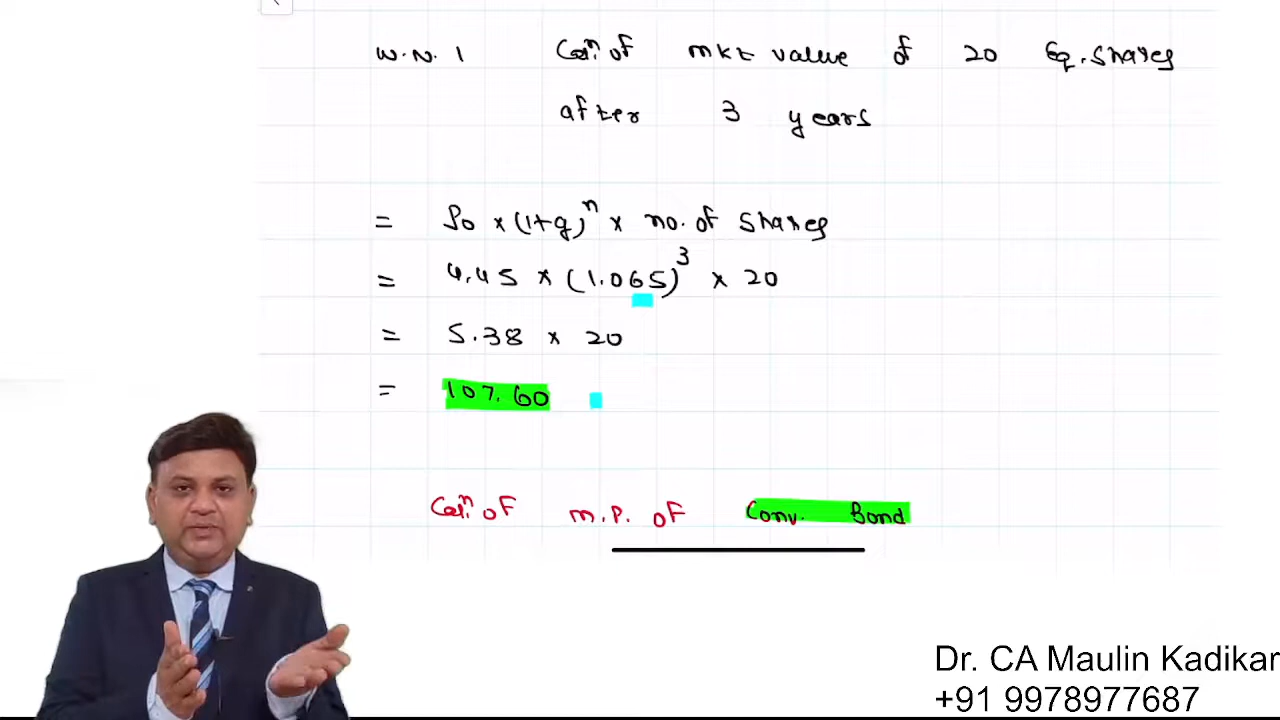 W.N. 1 Caln. of mkt value of 20 Eq. Shares
after 3 years
= P0 × (1+g)^n × no. of Shares
= 4.45 × (1.065)^3 × 20
= 5.38 × 20
= 107.60
Caln. of M.P. of Conv. Bond
Dr. CA Maulin Kadikar
+91 9978977687